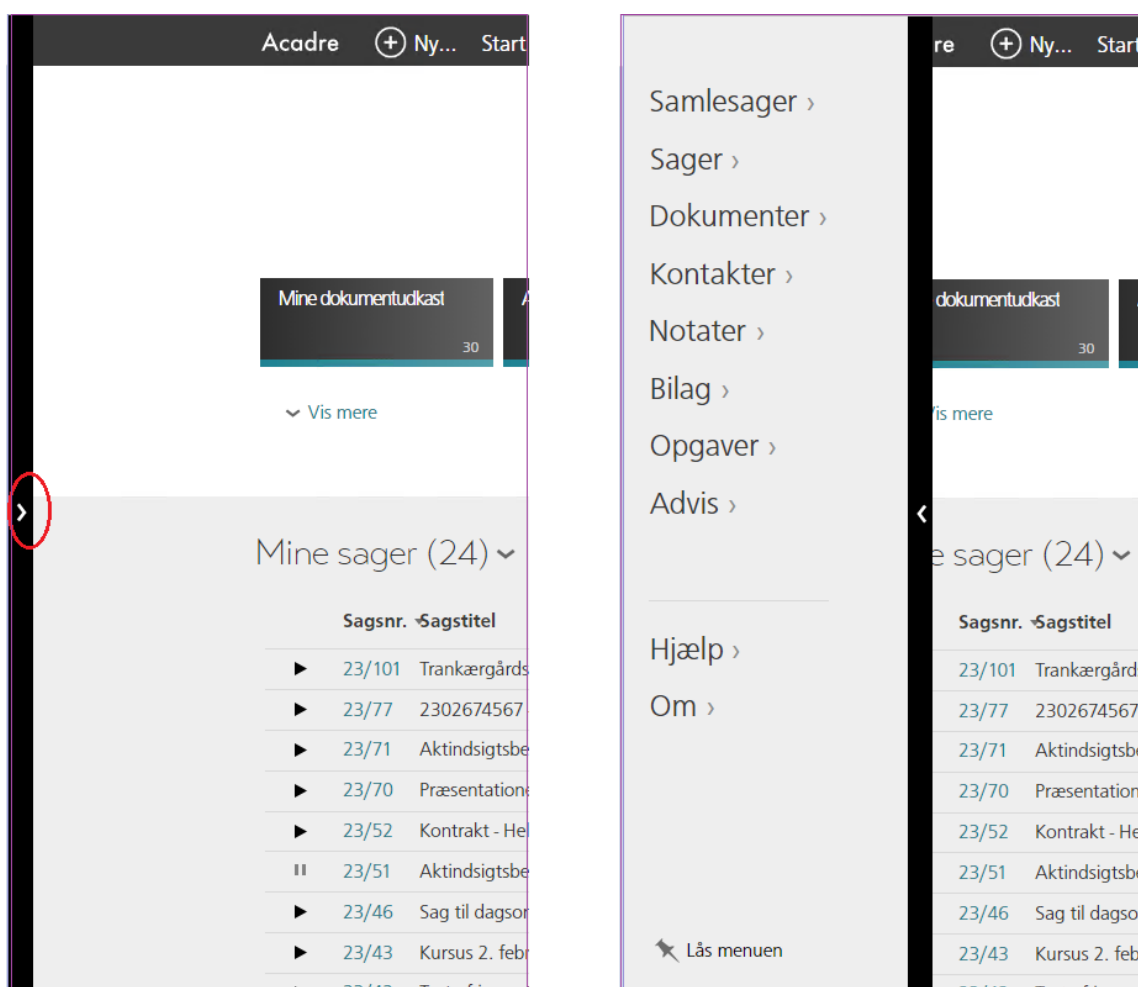 Acadre Ny... Start
Mine dokumentudkast
30
Vis mere
Mine sager (24)
Sagsnr. Sagstitel
23/101 Trankærgårds
23/77 2302674567
23/71 Aktindsigtsbe
23/70 Præsentation
23/52 Kontrakt - Hel
23/51 Aktindsigtsbe
23/46 Sag til dagsor
23/43 Kursus 2. febr
Samlesager
Sager
Dokumenter
Kontakter
Notater
Bilag
Opgaver
Advis
Hjælp
Om
Lås menuen
re Ny... Start
dokumentudkast
30
is mere
e sager (24)
Sagsnr. Sagstitel
23/101 Trankærgård
23/77 2302674567
23/71 Aktindsigtsbe
23/70 Præsentation
23/52 Kontrakt - He
23/51 Aktindsigtsbe
23/46 Sag til dagso
23/43 Kursus 2. feb